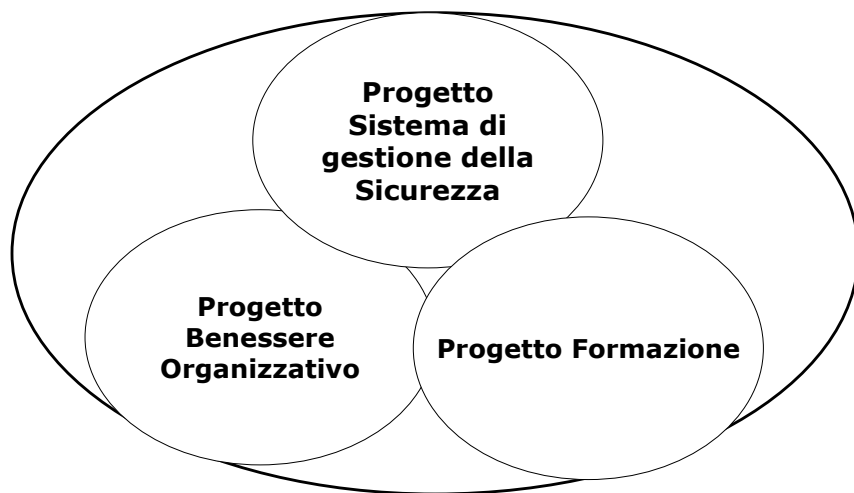 Progetto
Sistema di
gestione della
Sicurezza
Progetto
Benessere
Organizzativo
Progetto Formazione